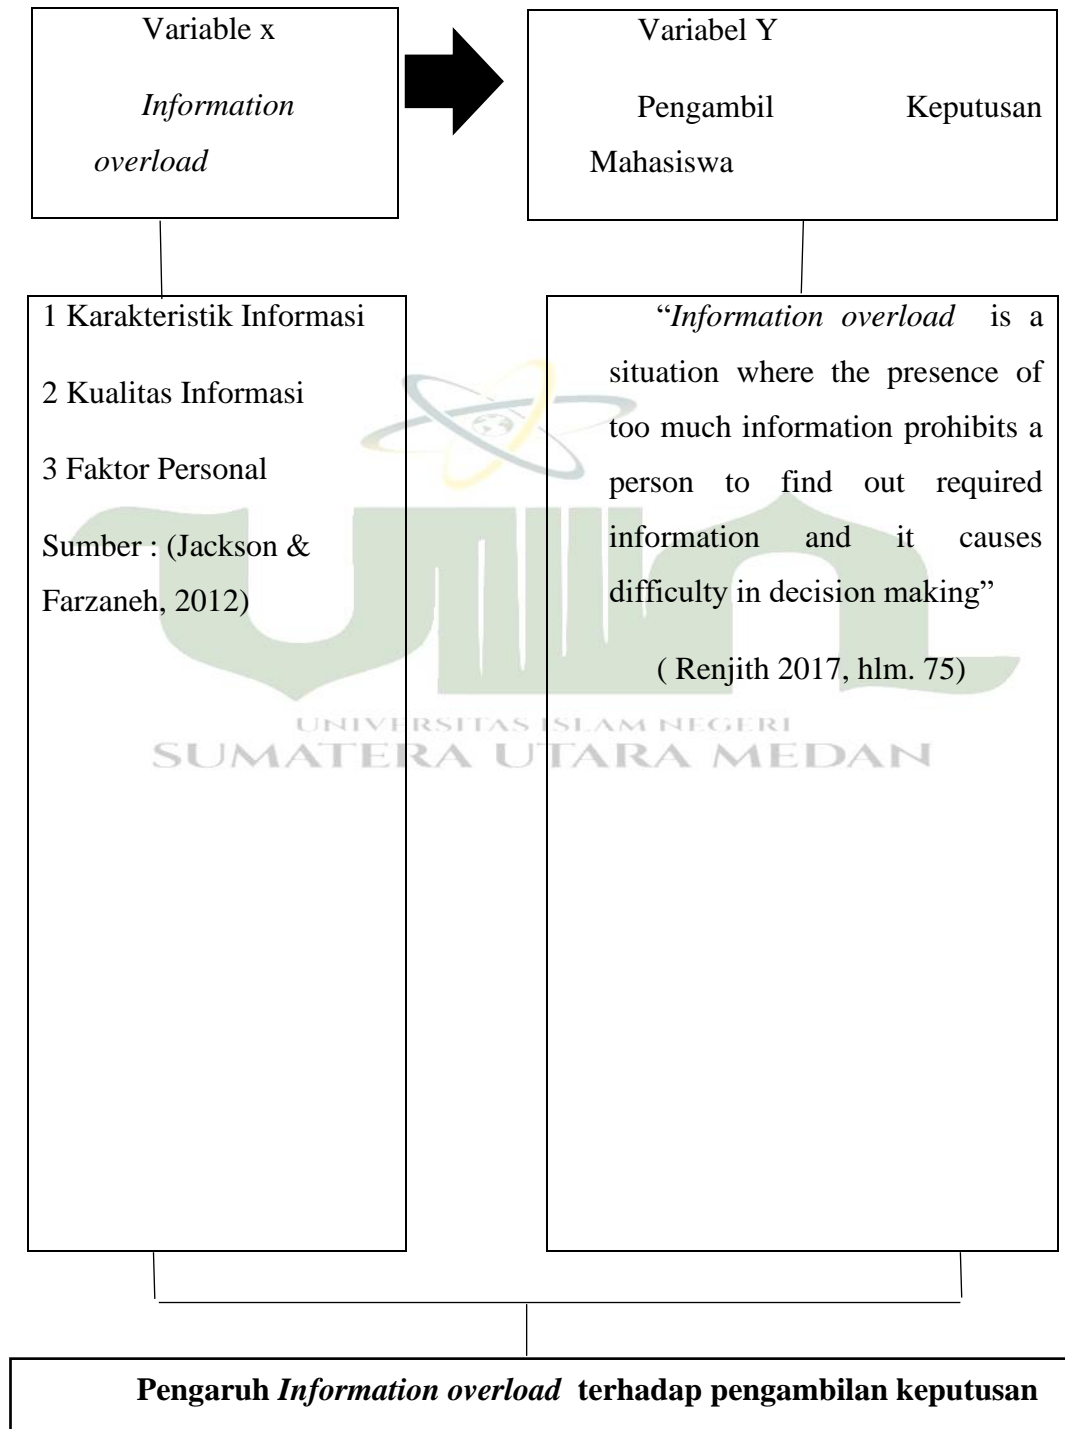 Variable x
Information
overload
Variabel Y
Pengambil Keputusan
Mahasiswa
1 Karakteristik Informasi
2 Kualitas Informasi
3 Faktor Personal
Sumber : (Jackson &
Farzaneh, 2012)
“Information overload is a
situation where the presence of
too much information prohibits a
person to find out required
information and it causes
difficulty in decision making”
( Renjith 2017, hlm. 75)
UNIVERSITAS ISLAM NEGERI
SUMATERA UTARA MEDAN
Pengaruh Information overload terhadap pengambilan keputusan